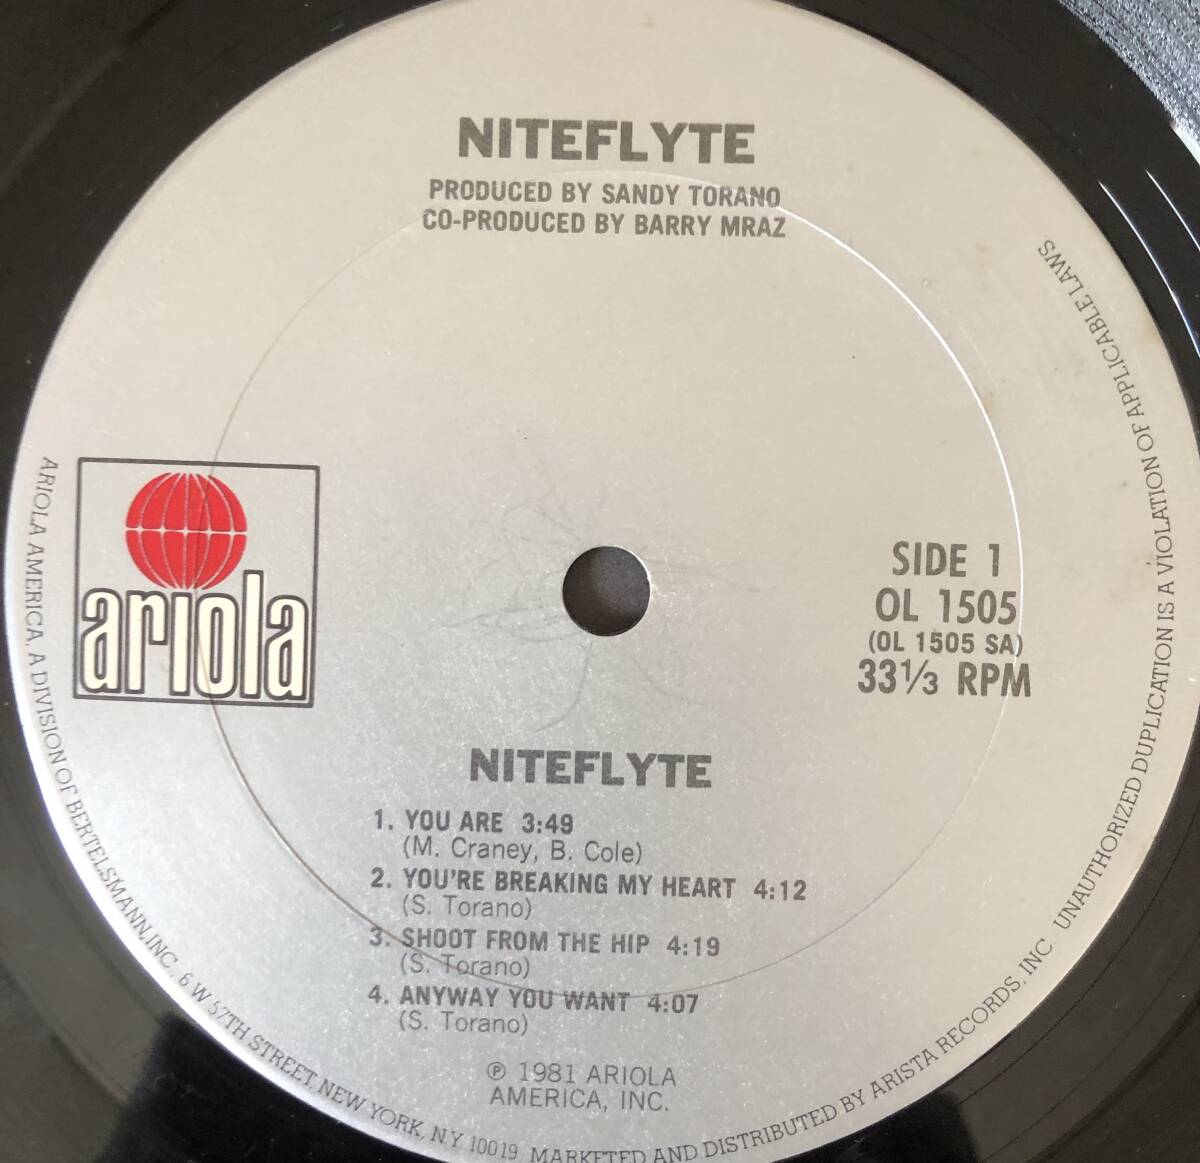 NITEFLYTE
PRODUCED BY SANDY TORANO
CO-PRODUCED BY BARRY MRAZ
ariola
SIDE 1
OL 1505
(OL 1505 SA)
33⅓ RPM
NITEFLYTE
1. YOU ARE 3:49
(M. Craney, B. Cole)
2. YOU'RE BREAKING MY HEART 4:12
(S. Torano)
3. SHOOT FROM THE HIP 4:19
(S. Torano)
4. ANYWAY YOU WANT 4:07
(S. Torano)
℗ 1981 ARIOLA
AMERICA, INC.
ARIOLA AMERICA, A DIVISION OF BERTELSMANN, INC. 6 W 57TH STREET, NEW YORK, N.Y. 10019 MARKETED AND DISTRIBUTED BY ARISTA RECORDS, INC. UNAUTHORIZED DUPLICATION IS A VIOLATION OF APPLICABLE LAWS